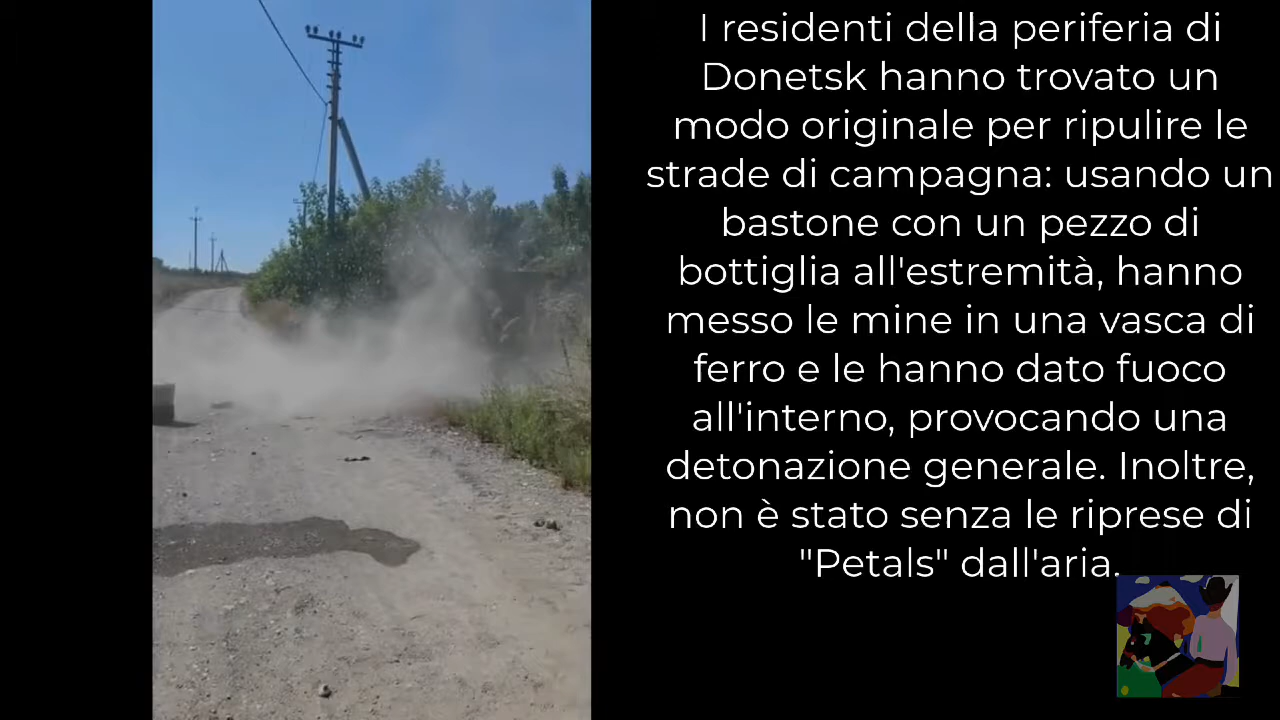 I residenti della periferia di
Donetsk hanno trovato un
modo originale per ripulire le
strade di campagna: usando un
bastone con un pezzo di
bottiglia all'estremità, hanno
messo le mine in una vasca di
ferro e le hanno dato fuoco
all'interno, provocando una
detonazione generale. Inoltre,
non è stato senza le riprese di
"Petals" dall'aria.